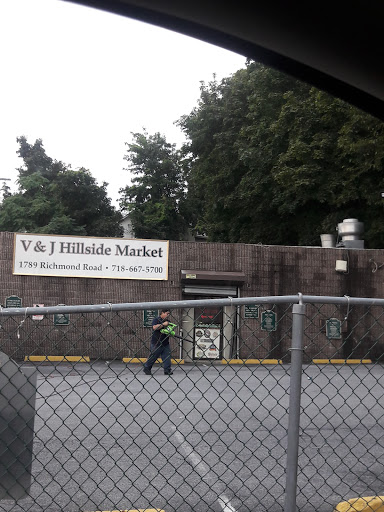 V & J Hillside Market
1789 Richmond Road • 718-667-5700